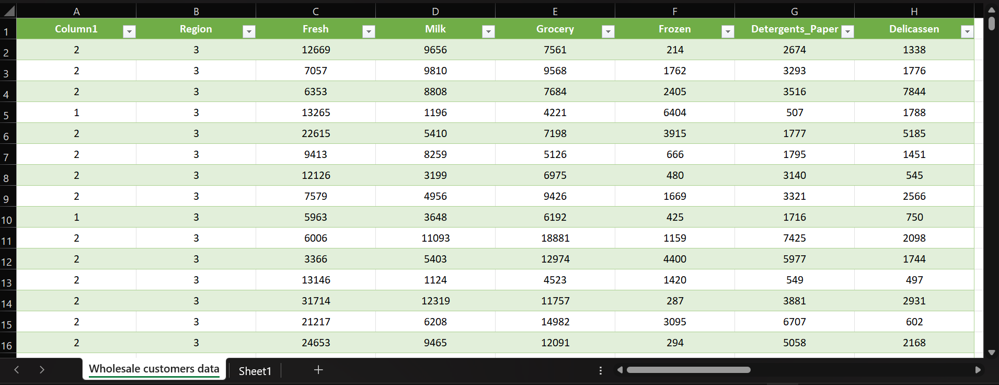 A B C D E F G H
1 Column1 Region Fresh Milk Grocery Frozen Detergents_Paper Delicassen
2 2 3 12669 9656 7561 214 2674 1338
3 2 3 7057 9810 9568 1762 3293 1776
4 2 3 6353 8808 7684 2405 3516 7844
5 1 3 13265 1196 4221 6404 507 1788
6 2 3 22615 5410 7198 3915 1777 5185
7 2 3 9413 8259 5126 666 1795 1451
8 2 3 12126 3199 6975 480 3140 545
9 2 3 7579 4956 9426 1669 3321 2566
10 1 3 5963 3648 6192 425 1716 750
11 2 3 6006 11093 18881 1159 7425 2098
12 2 3 3366 5403 12974 4400 5977 1744
13 2 3 13146 1124 4523 1420 549 497
14 2 3 31714 12319 11757 287 3881 2931
15 2 3 21217 6208 14982 3095 6707 602
16 2 3 24653 9465 12091 294 5058 2168
Wholesale customers data Sheet1